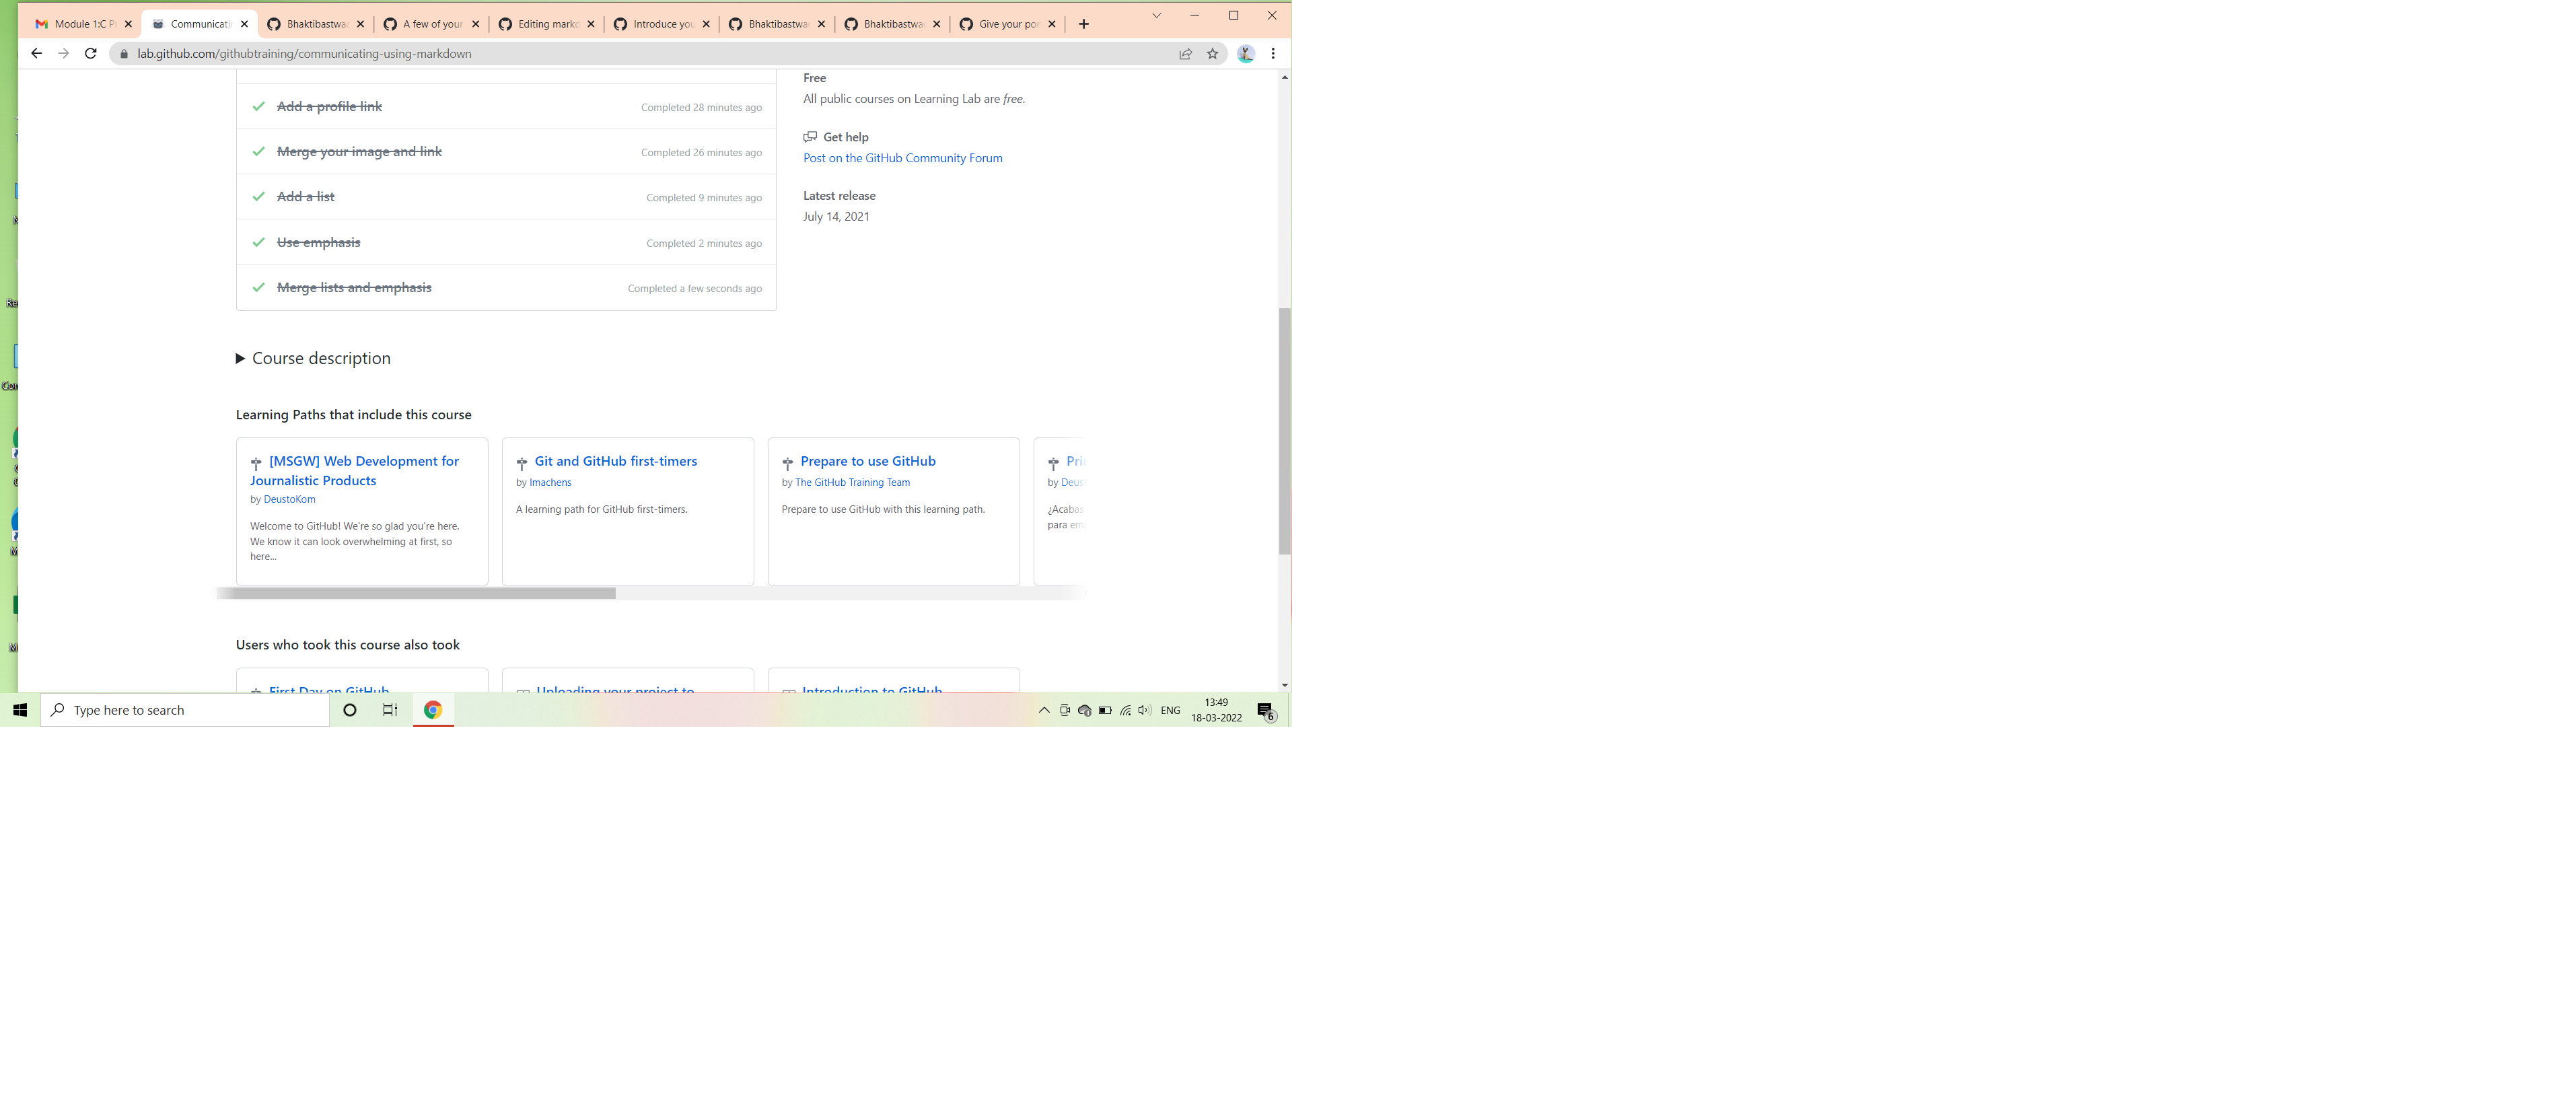 Module 1:C Pr
Communicatin
Bhaktibastwa
A few of your
Editing markd
Introduce you
Bhaktibastwa
Bhaktibastwa
Give your por
lab.github.com/githubtraining/communicating-using-markdown
Add a profile link
Completed 28 minutes ago
Merge your image and link
Completed 26 minutes ago
Add a list
Completed 9 minutes ago
Use emphasis
Completed 2 minutes ago
Merge lists and emphasis
Completed a few seconds ago
Free
All public courses on Learning Lab are free.
Get help
Post on the GitHub Community Forum
Latest release
July 14, 2021
Course description
Learning Paths that include this course
[MSGW] Web Development for
Journalistic Products
by DeustoKom
Welcome to GitHub! We're so glad you're here.
We know it can look overwhelming at first, so
here...
Git and GitHub first-timers
by lmachens
A learning path for GitHub first-timers.
Prepare to use GitHub
by The GitHub Training Team
Prepare to use GitHub with this learning path.
Pri
by Deus
¿Acabas
para em
Users who took this course also took
First Day on GitHub
Uploading your project to
Introduction to GitHub
Type here to search
ENG
13:49
18-03-2022
6